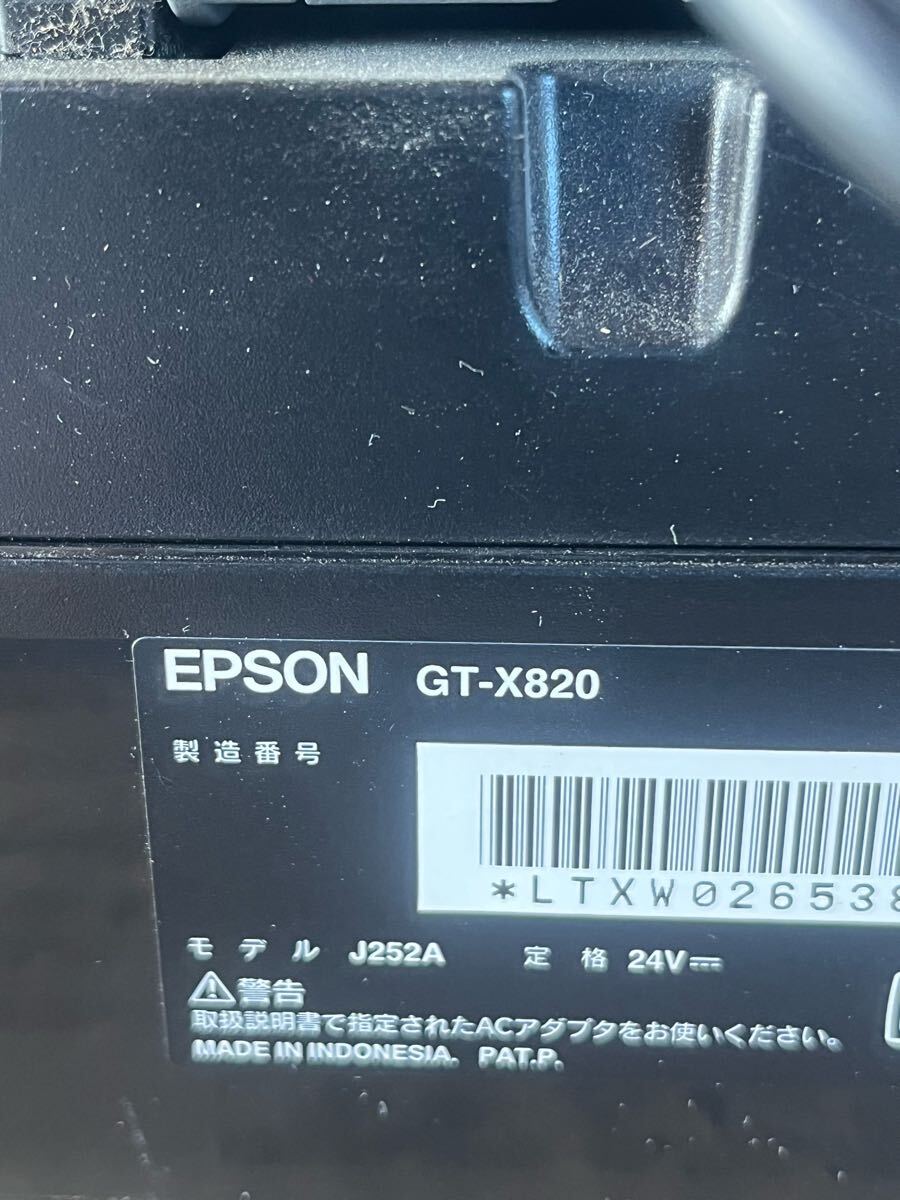 EPSON GT-X820
製造番号
*LTXW026538
モデル J252A 定格 24V⎓
⚠警告
取扱説明書で指定されたACアダプタをお使いください。
MADE IN INDONESIA. PAT.P.